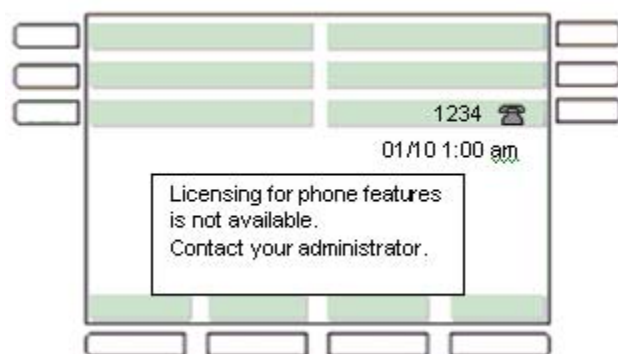 1234
01/10 1:00 am
Licensing for phone features
is not available.
Contact your administrator.